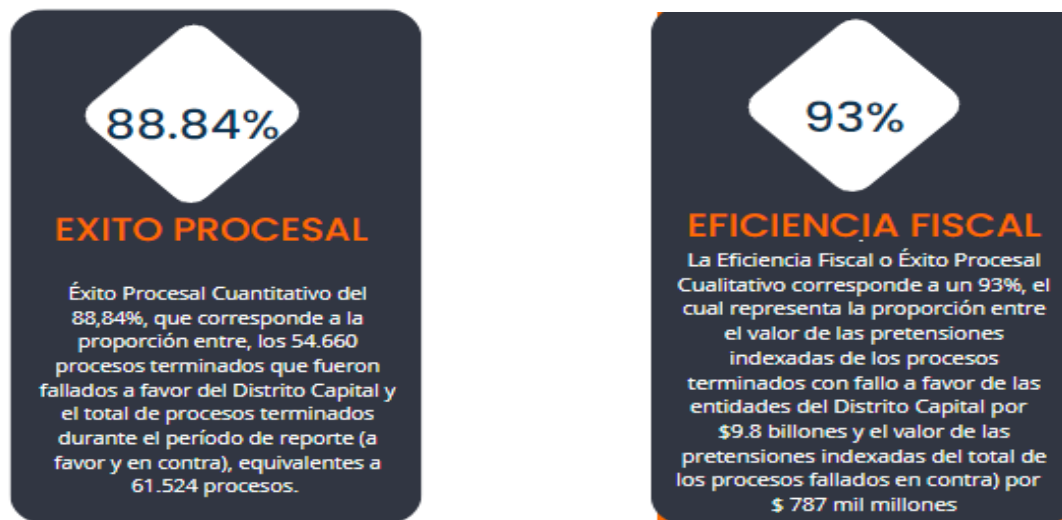 88.84%
EXITO PROCESAL
Éxito Procesal Cuantitativo del
88,84%, que corresponde a la
proporción entre, los 54.660
procesos terminados que fueron
fallados a favor del Distrito Capital y
el total de procesos terminados
durante el período de reporte (a
favor y en contra), equivalentes a
61.524 procesos.
93%
EFICIENCIA FISCAL
La Eficiencia Fiscal o Éxito Procesal
Cualitativo corresponde a un 93%, el
cual representa la proporción entre
el valor de las pretensiones
indexadas de los procesos
terminados con fallo a favor de las
entidades del Distrito Capital por
$9.8 billones y el valor de las
pretensiones indexadas del total de
los procesos fallados en contra) por
$ 787 mil millones